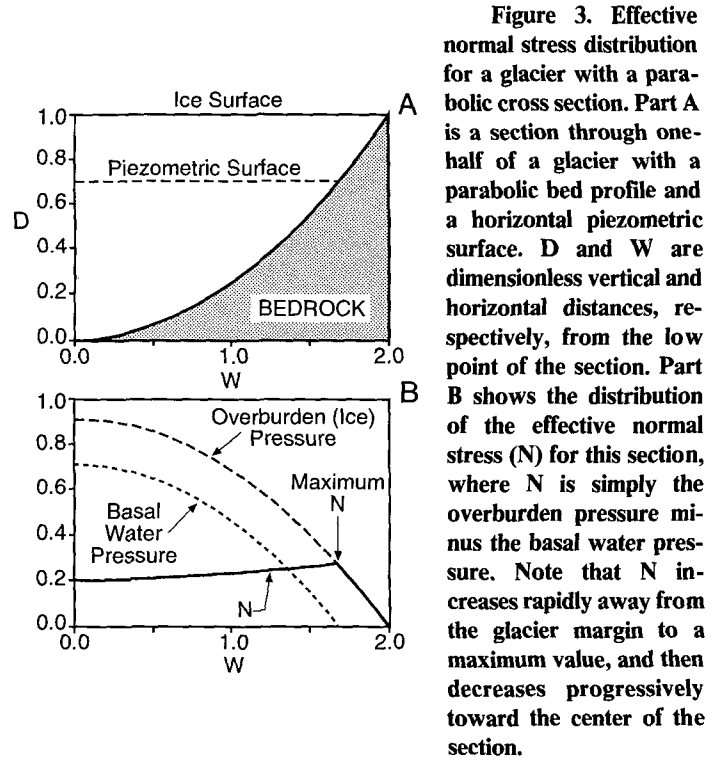 Figure 3. Effective
normal stress distribution
for a glacier with a para-
bolic cross section. Part A
is a section through one-
half of a glacier with a
parabolic bed profile and
a horizontal piezometric
surface. D and W are
dimensionless vertical and
horizontal distances, re-
spectively, from the low
point of the section. Part
B shows the distribution
of the effective normal
stress (N) for this section,
where N is simply the
overburden pressure mi-
nus the basal water pres-
sure. Note that N in-
creases rapidly away from
the glacier margin to a
maximum value, and then
decreases progressively
toward the center of the
section.
Ice Surface
A
1.0
0.8
Piezometric Surface
0.6
D
0.4
0.2
BEDROCK
0.0
0.0 1.0 2.0
W
B
1.0
Overburden (Ice)
Pressure
0.8
Maximum
N
0.6
Basal
Water
Pressure
0.4
0.2
N
0.0
0.0 1.0 2.0
W